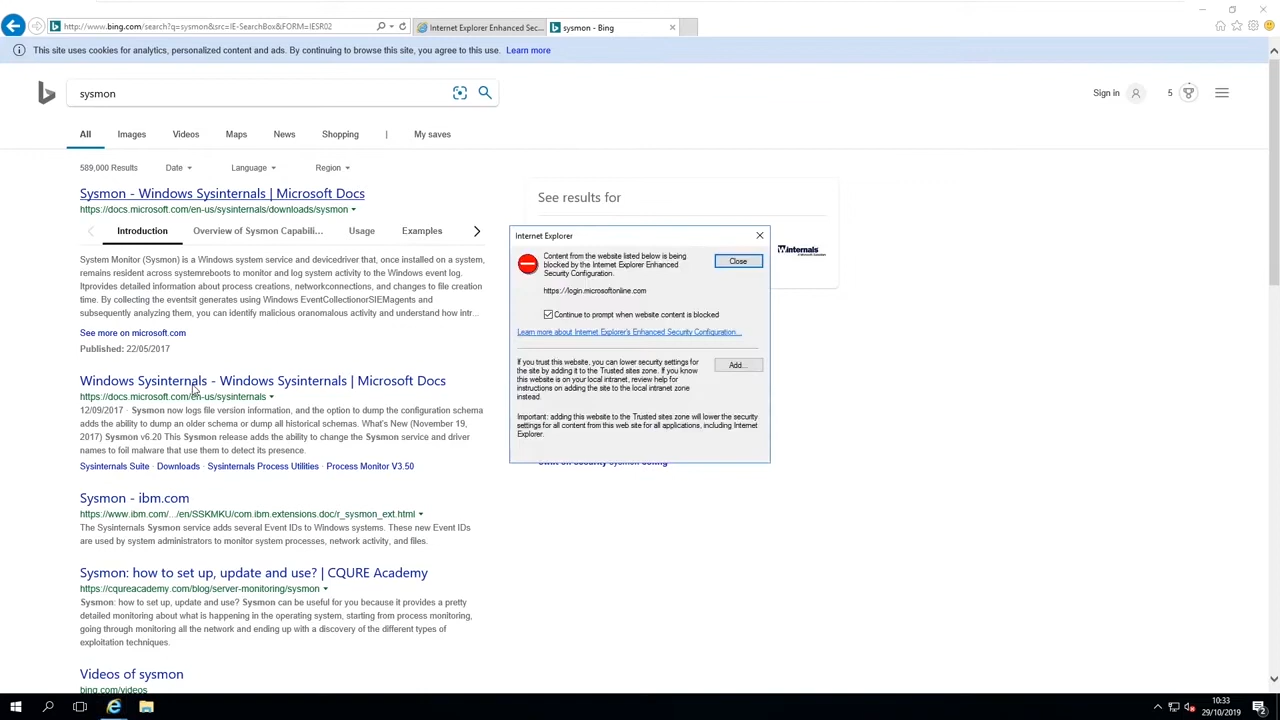 http://www.bing.com/search?q=sysmon&src=IE-SearchBox&FORM=IESR02
Internet Explorer Enhanced Sec...
sysmon - Bing
This site uses cookies for analytics, personalized content and ads. By continuing to browse this site, you agree to this use. Learn more
sysmon
Sign in
5
All
Images
Videos
Maps
News
Shopping
|
My saves
589,000 Results
Date
Language
Region
Sysmon - Windows Sysinternals | Microsoft Docs
https://docs.microsoft.com/en-us/sysinternals/downloads/sysmon
Introduction
Overview of Sysmon Capabili...
Usage
Examples
System Monitor (Sysmon) is a Windows system service and devicedriver that, once installed on a system,
remains resident across systemreboots to monitor and log system activity to the Windows event log.
Itprovides detailed information about process creations, networkconnections, and changes to file creation
time. By collecting the eventsit generates using Windows EventCollectionorSIEMagents and
subsequently analyzing them, you can identify malicious oranomalous activity and understand how intr...
See more on microsoft.com
Published: 22/05/2017
Windows Sysinternals - Windows Sysinternals | Microsoft Docs
https://docs.microsoft.com/en-us/sysinternals
12/09/2017 · Sysmon now logs file version information, and the option to dump the configuration schema
adds the ability to dump an older schema or dump all historical schemas. What's New (November 19,
2017) Sysmon v6.20 This Sysmon release adds the ability to change the Sysmon service and driver
names to foil malware that use them to detect its presence.
Sysinternals Suite · Downloads · Sysinternals Process Utilities · Process Monitor V3.50
Sysmon - ibm.com
https://www.ibm.com/.../en/SSKMKU/com.ibm.extensions.doc/r_sysmon_ext.html
The Sysinternals Sysmon service adds several Event IDs to Windows systems. These new Event IDs
are used by system administrators to monitor system processes, network activity, and files.
Sysmon: how to set up, update and use? | CQURE Academy
https://cqureacademy.com/blog/server-monitoring/sysmon
Sysmon: how to set up, update and use? Sysmon can be useful for you because it provides a pretty
detailed monitoring about what is happening in the operating system, starting from process monitoring,
going through monitoring all the network and ending up with a discovery of the different types of
exploitation techniques.
Videos of sysmon
bing.com/videos
See results for
Winternals
Internet Explorer
Content from the website listed below is being
blocked by the Internet Explorer Enhanced
Security Configuration.
Close
https://login.microsoftonline.com
Continue to prompt when website content is blocked
Learn more about Internet Explorer's Enhanced Security Configuration...
If you trust this website, you can lower security settings for
the site by adding it to the Trusted sites zone. If you know
this website is on your local intranet, review help for
instructions on adding the site to the local intranet zone
instead.
Add...
Important: adding this website to the Trusted sites zone will lower the security
settings for all content from this web site for all applications, including Internet
Explorer.
10:33
29/10/2019
2